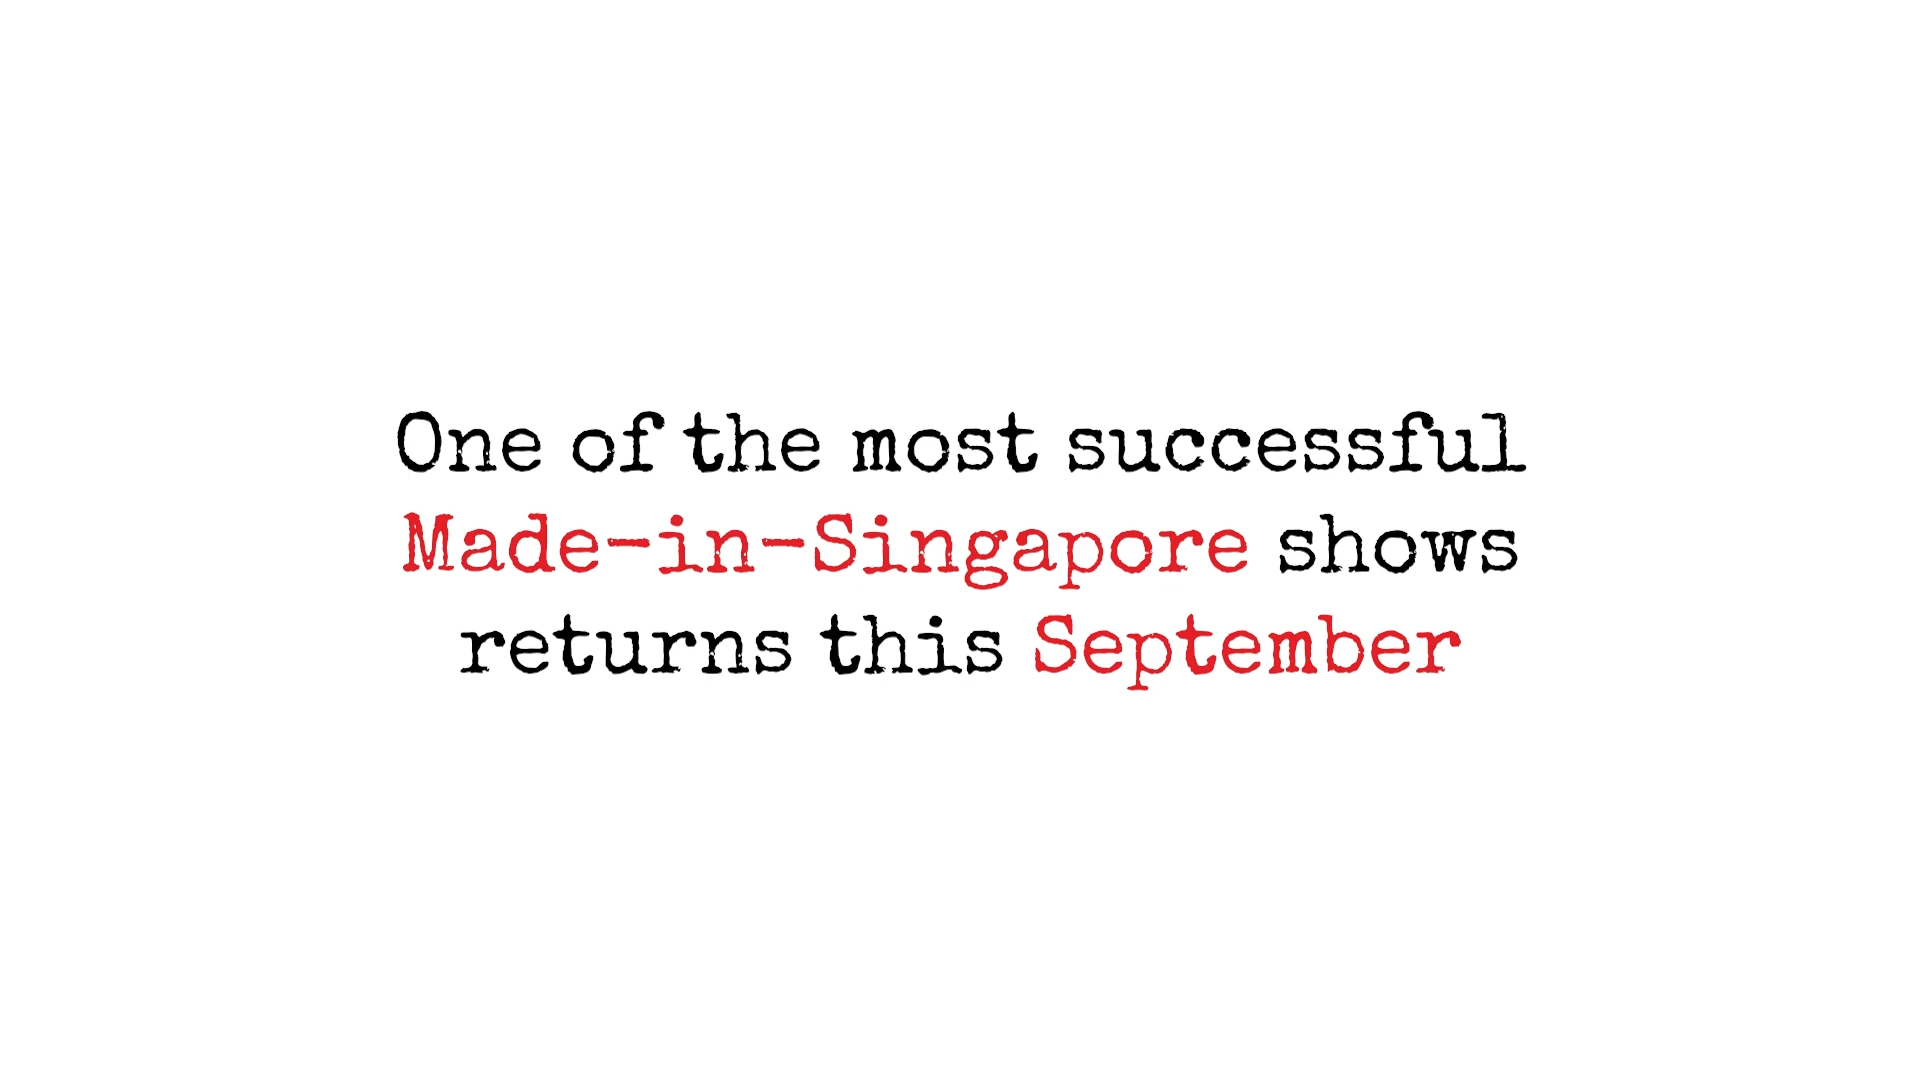 One of the most successful
Made-in-Singapore shows
returns this September